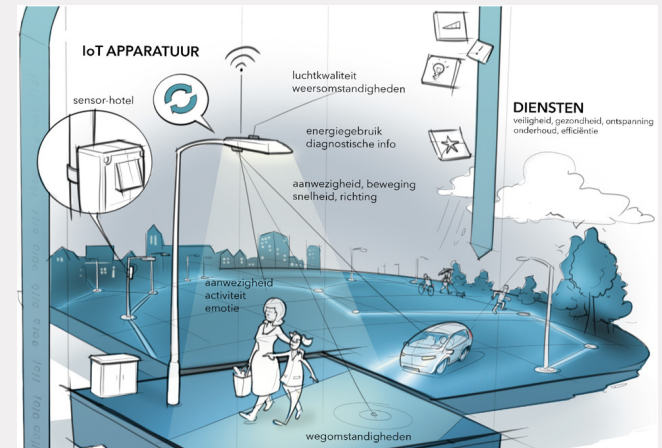 IoT APPARATUUR
sensor-hotel
luchtkwaliteit
weersomstandigheden
energiegebruik
diagnostische info
aanwezigheid, beweging
snelheid, richting
DIENSTEN
veiligheid, gezondheid, ontspanning
onderhoud, efficiëntie
aanwezigheid
activiteit
emotie
wegomstandigheden